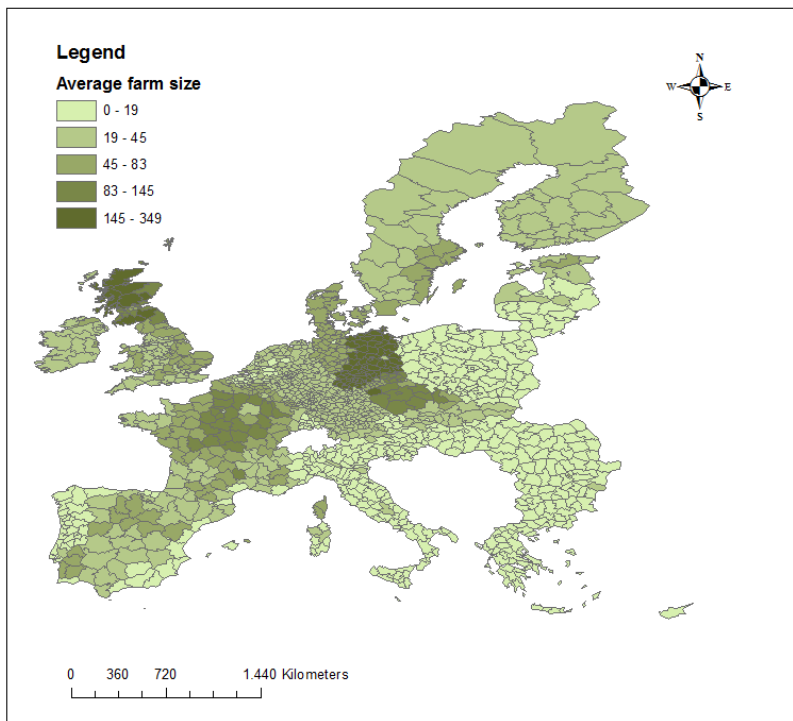 Legend
Average farm size
0 - 19
19 - 45
45 - 83
83 - 145
145 - 349
N
W E
S
0 360 720 1.440 Kilometers